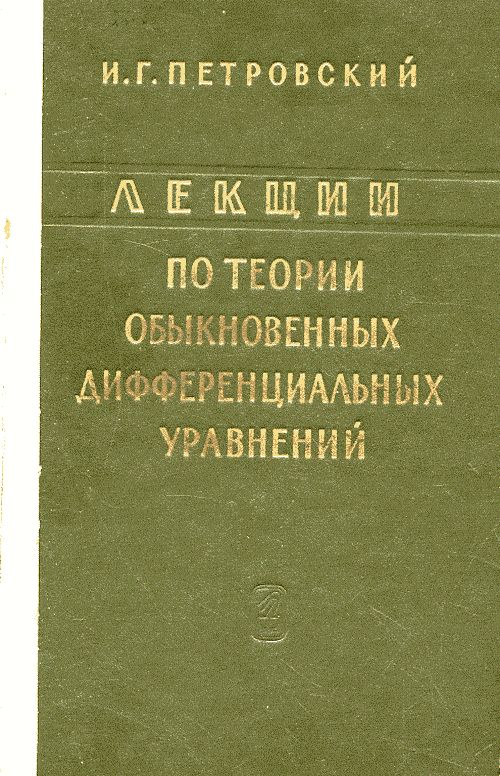 И.Г.ПЕТРОВСКИЙ
ЛЕКЦИИ
ПО ТЕОРИИ
ОБЫКНОВЕННЫХ
ДИФФЕРЕНЦИАЛЬНЫХ
УРАВНЕНИЙ